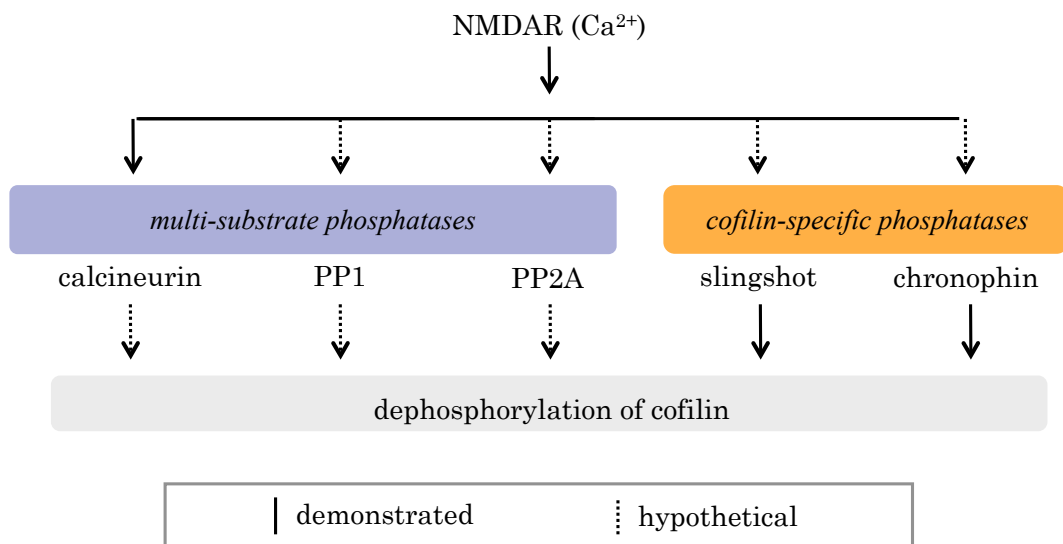 NMDAR (Ca²⁺)
multi-substrate phosphatases
cofilin-specific phosphatases
calcineurin PP1 PP2A slingshot chronophin
dephosphorylation of cofilin
demonstrated hypothetical